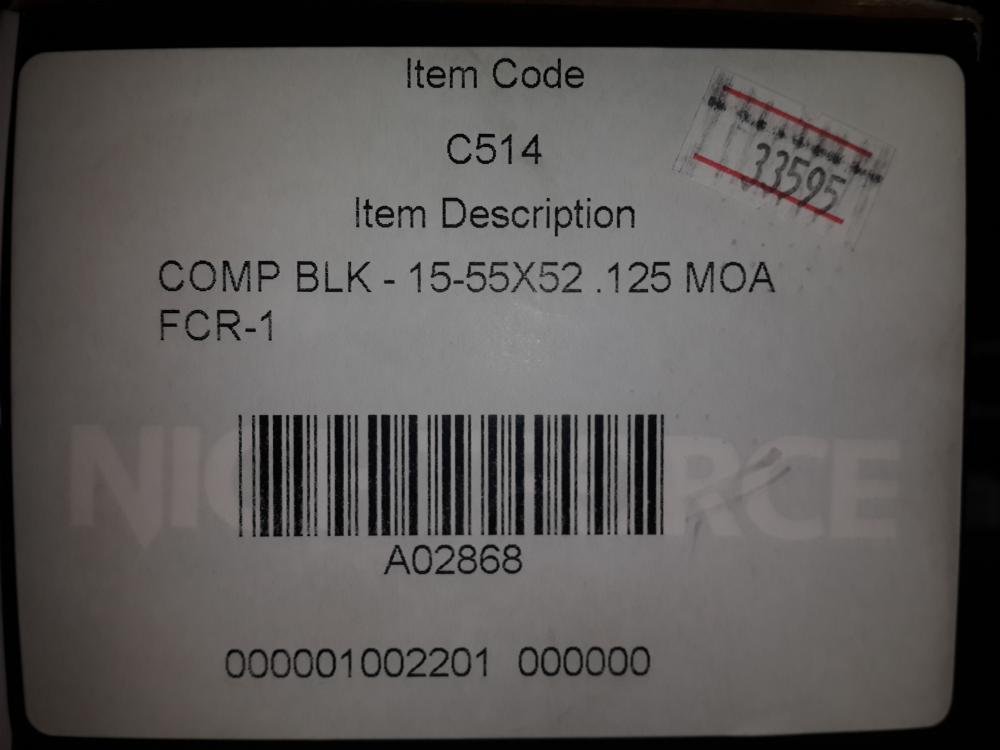 Item Code
C514
33595
Item Description
COMP BLK - 15-55X52 .125 MOA
FCR-1
A02868
000001002201 000000